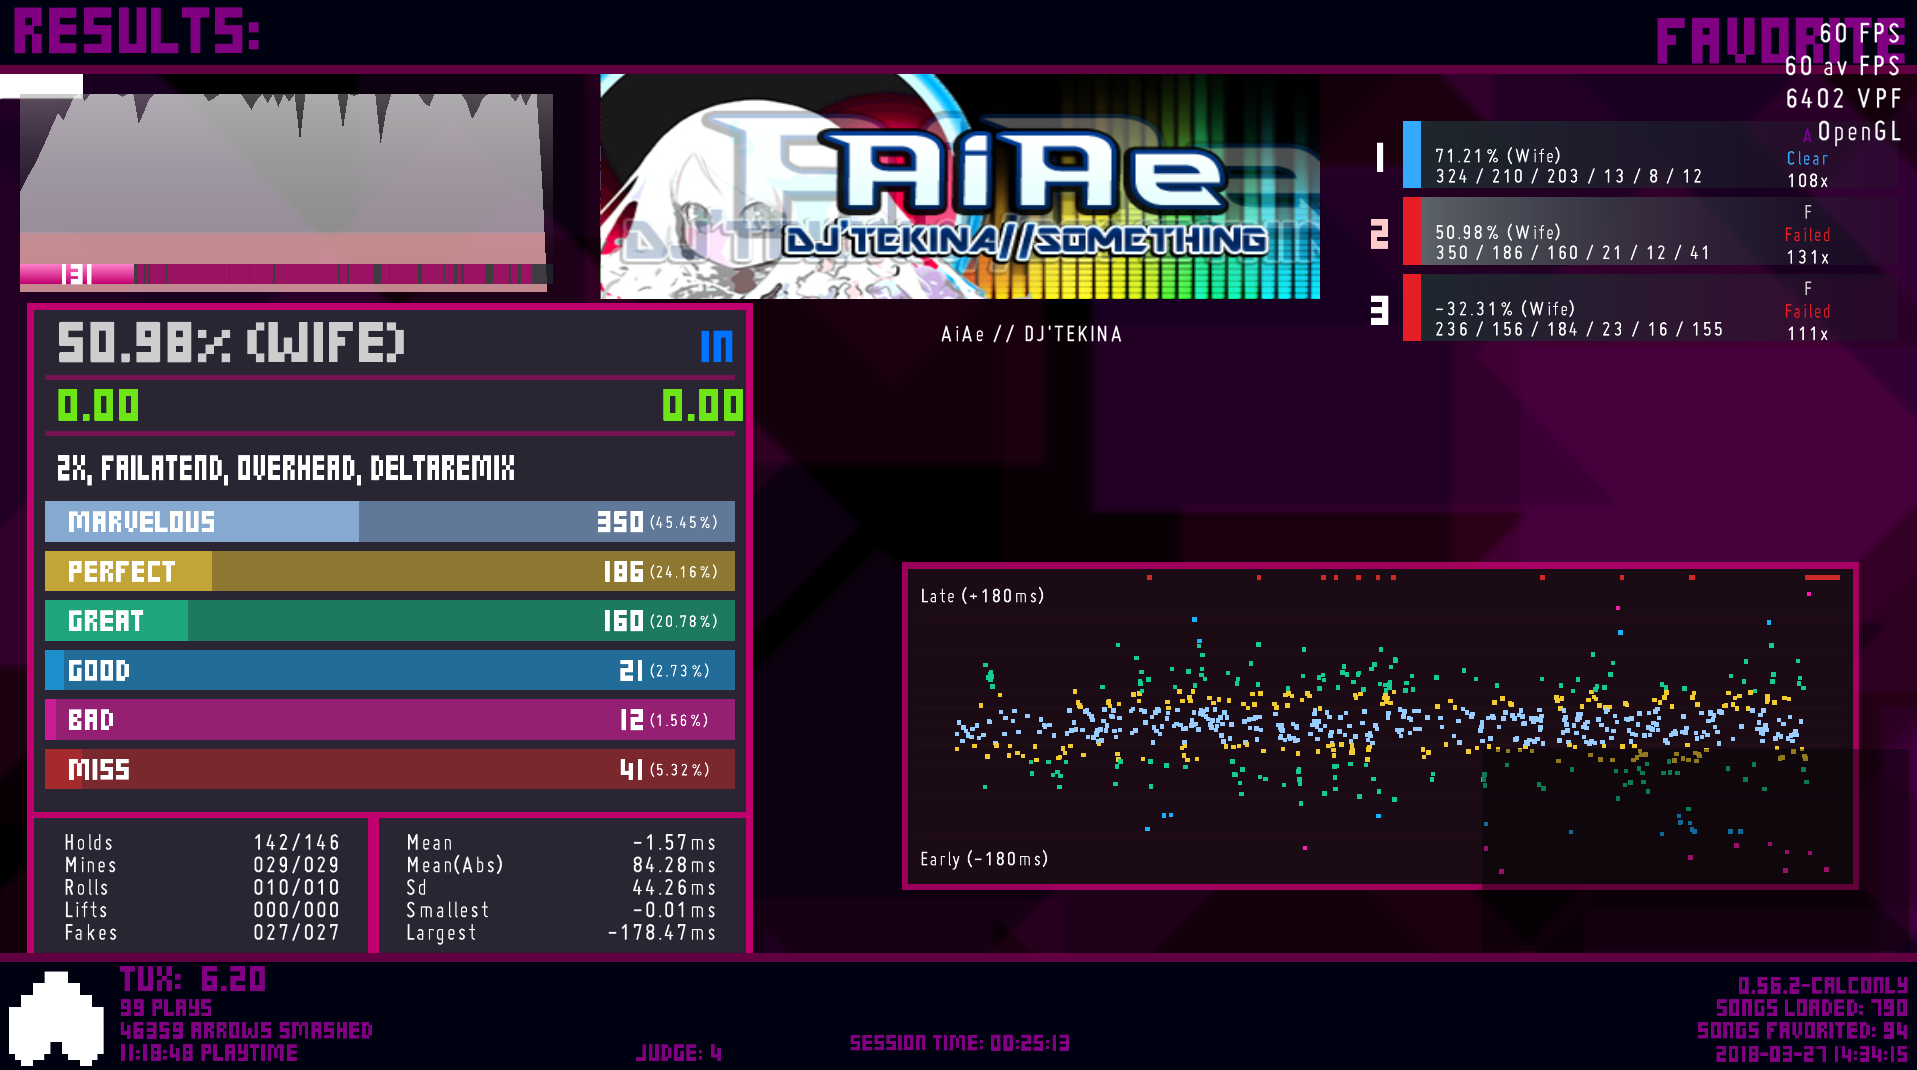 RESULTS:
FAVORITE
60 FPS
60 av FPS
6402 VPF
OpenGL
131
AiAe
DJ'TEKINA//SOMETHING
AiAe // DJ'TEKINA
1
71.21% (Wife)
324 / 210 / 203 / 13 / 8 / 12
A
Clear
108x
2
50.98% (Wife)
350 / 186 / 160 / 21 / 12 / 41
F
Failed
131x
3
-32.31% (Wife)
236 / 156 / 184 / 23 / 16 / 155
F
Failed
111x
50.98% (WIFE) IN
0.00 0.00
2X, FAILATEND, OVERHEAD, DELTAREMIX
MARVELOUS 350 (45.45%)
PERFECT 186 (24.16%)
GREAT 160 (20.78%)
GOOD 21 (2.73%)
BAD 12 (1.56%)
MISS 41 (5.32%)
Holds 142/146
Mines 029/029
Rolls 010/010
Lifts 000/000
Fakes 027/027
Mean -1.57ms
Mean(Abs) 84.28ms
Sd 44.26ms
Smallest -0.01ms
Largest -178.47ms
Late (+180ms)
Early (-180ms)
TUX: 6.20
99 PLAYS
46359 ARROWS SMASHED
11:18:48 PLAYTIME
JUDGE: 4
SESSION TIME: 00:25:13
0.56.2-CALCONLY
SONGS LOADED: 790
SONGS FAVORITED: 94
2018-03-27 14:34:15